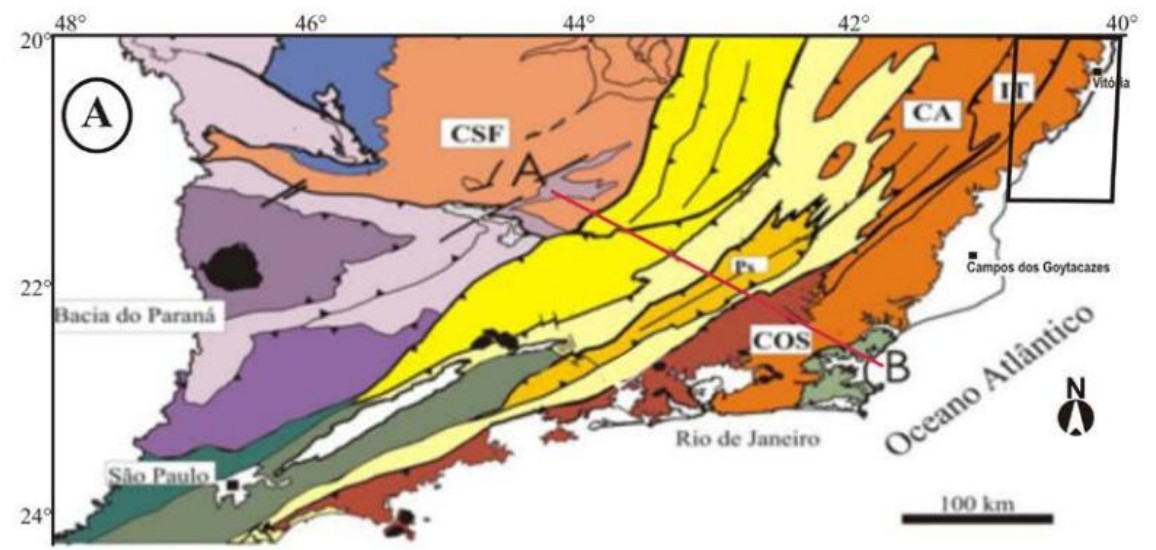 48° 46° 44° 42° 40°
20°
A
Vitória
IT
CA
CSF
A
Campos dos Goytacazes
Ps
22°
Bacia do Paraná
COS
B
Oceano Atlântico
N
Rio de Janeiro
São Paulo
100 km
24°